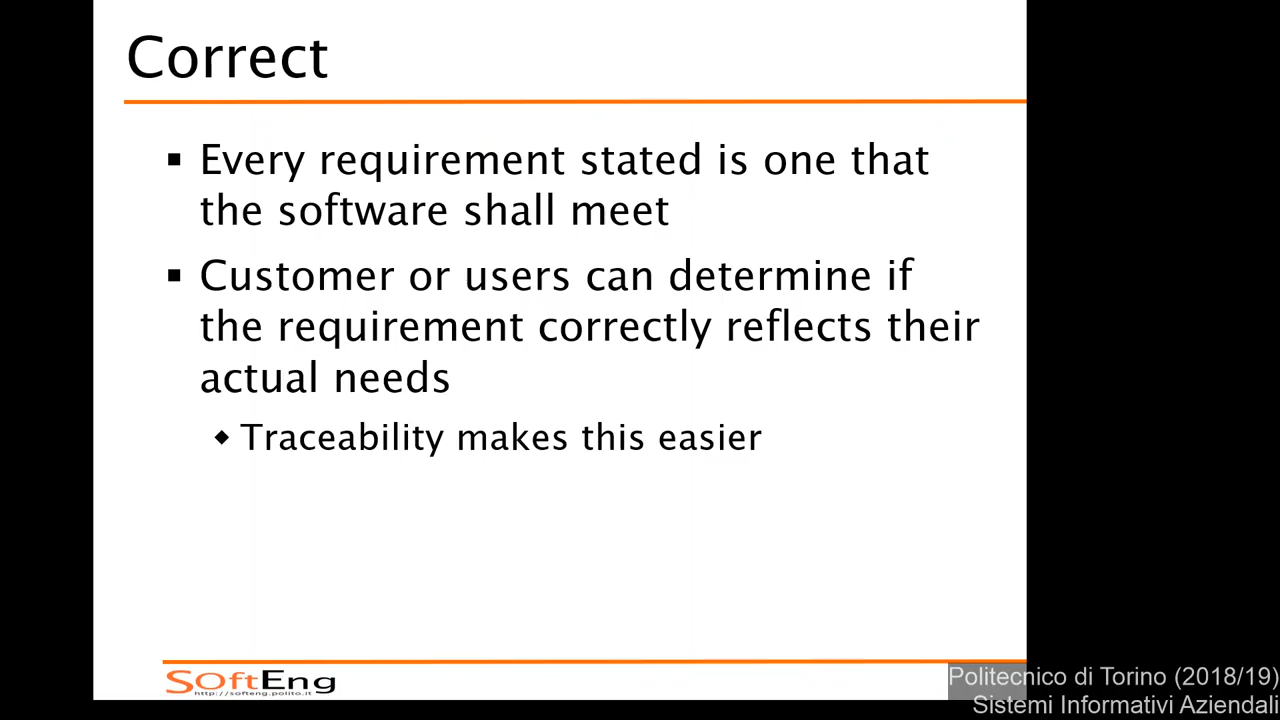 Correct
▪ Every requirement stated is one that
the software shall meet
▪ Customer or users can determine if
the requirement correctly reflects their
actual needs
◆ Traceability makes this easier
SoftEng
http://softeng.polito.it
Politecnico di Torino (2018/19)
Sistemi Informativi Aziendali